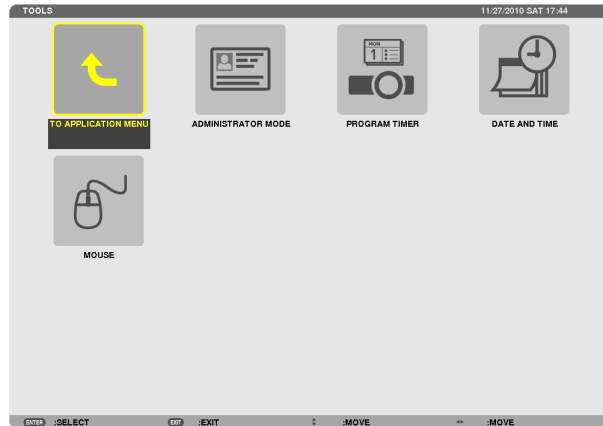 TOOLS 11/27/2010 SAT 17:44
MON
1
TO APPLICATION MENU ADMINISTRATOR MODE PROGRAM TIMER DATE AND TIME
MOUSE
ENTER :SELECT EXIT :EXIT :MOVE :MOVE